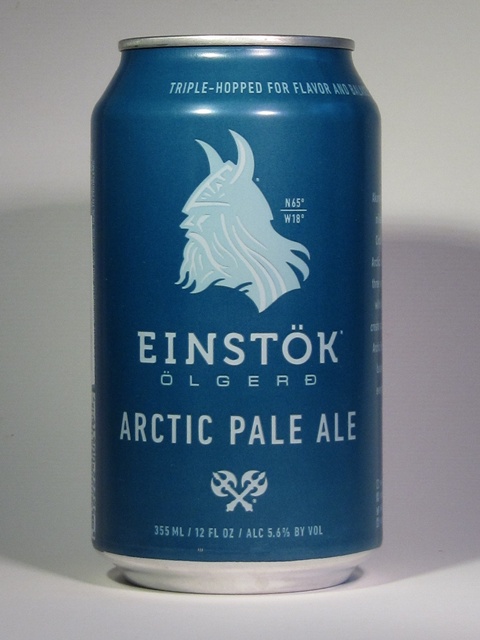 TRIPLE-HOPPED FOR FLAVOR AND
N65°
W18°
EINSTÖK
ÖLGERÐ
ARCTIC PALE ALE
355 ML / 12 FL OZ / ALC 5.6% BY VOL